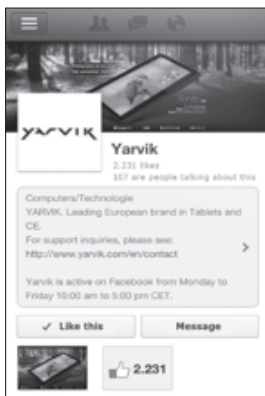 YARVIK
Yarvik
2.231 likes
107 are people talking about this
Computers/Technologie
YARVIK. Leading European brand in Tablets and
CE.
For support inquiries, please see:
http://www.yarvik.com/en/contact
Yarvik is active on Facebook from Monday to
Friday 10:00 am to 5:00 pm CET.
✓ Like this
Message
2.231